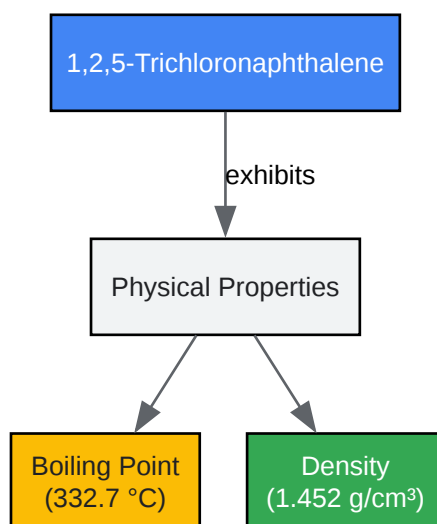 1,2,5-Trichloronaphthalene
exhibits
Physical Properties
Boiling Point
(332.7 °C)
Density
(1.452 g/cm³)